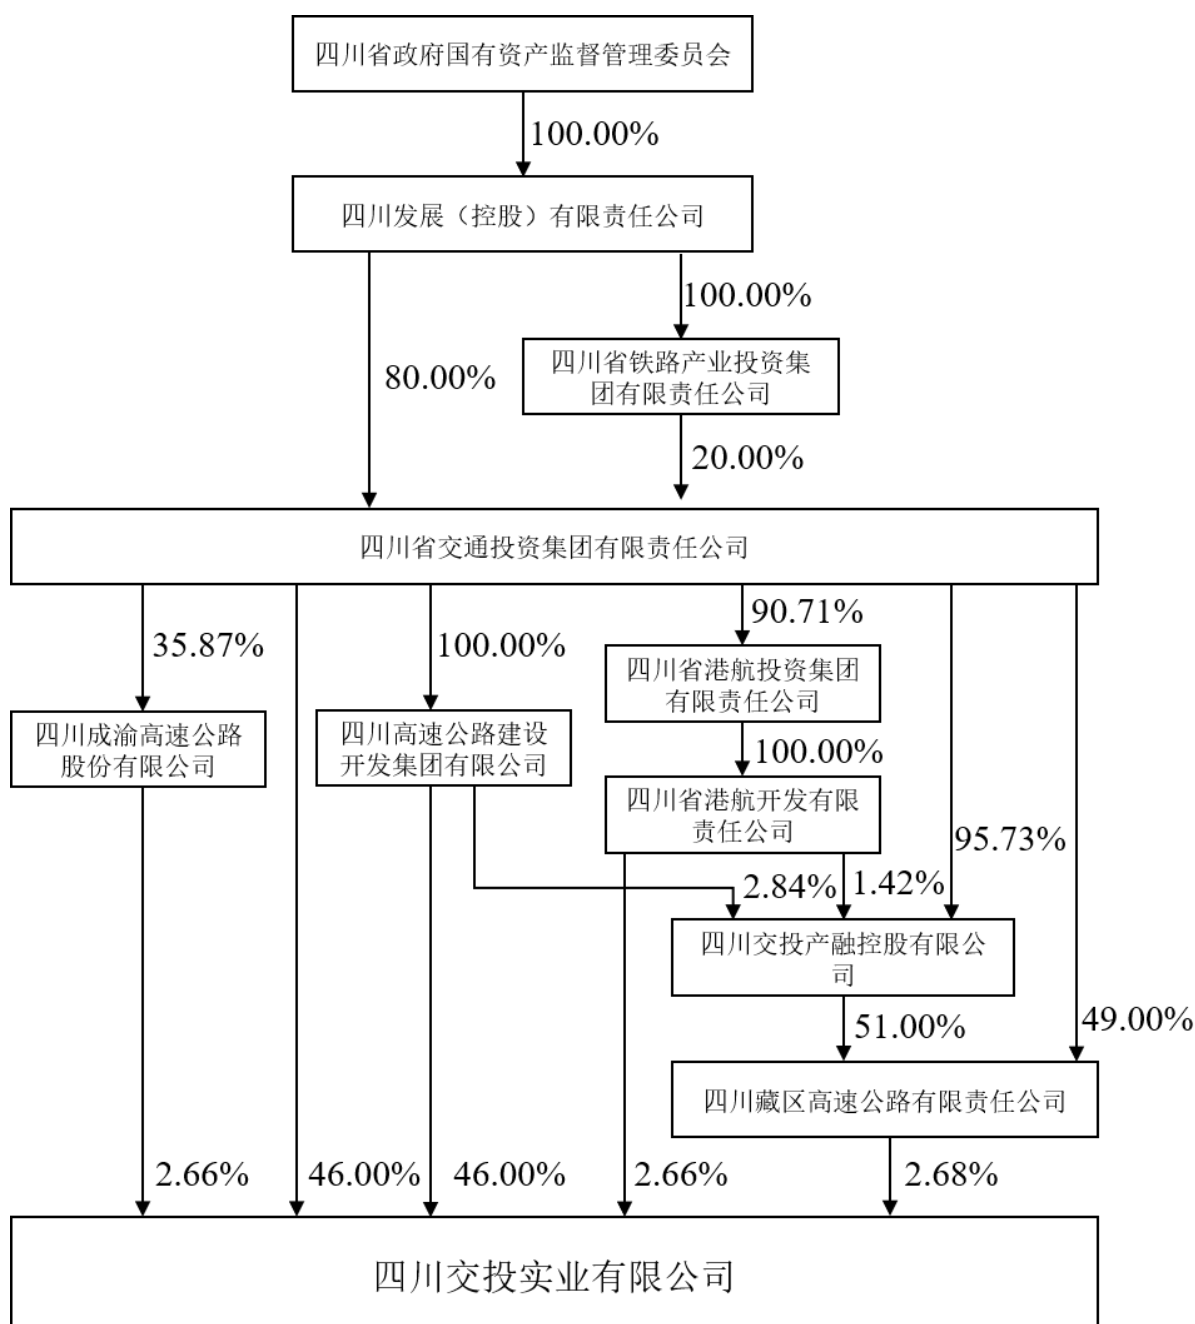 四川省政府国有资产监督管理委员会
100.00%
四川发展（控股）有限责任公司
100.00%
四川省铁路产业投资集
团有限责任公司
80.00%
20.00%
四川省交通投资集团有限责任公司
35.87%
100.00%
90.71%
四川省港航投资集团
有限责任公司
四川成渝高速公路
股份有限公司
四川高速公路建设
开发集团有限公司
100.00%
四川省港航开发有限
责任公司
95.73%
2.84%
1.42%
四川交投产融控股有限公
司
51.00%
49.00%
四川藏区高速公路有限责任公司
2.66%
46.00%
46.00%
2.66%
2.68%
四川交投实业有限公司